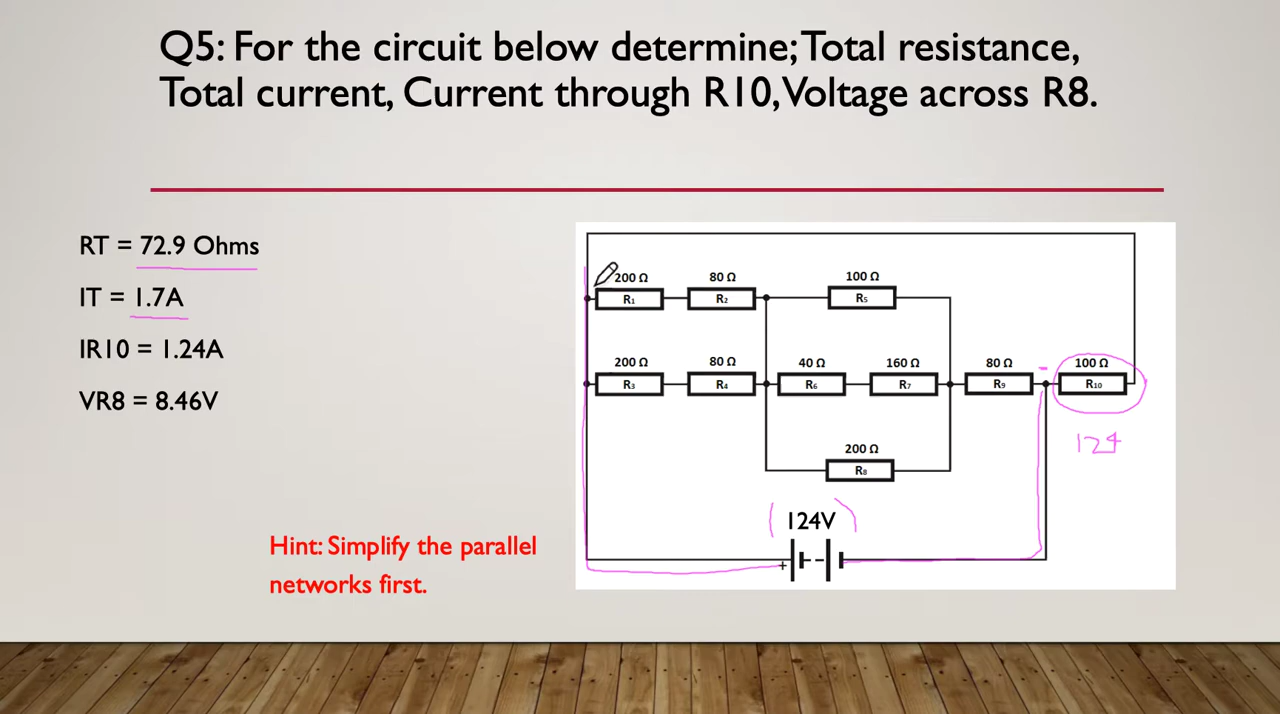 Q5: For the circuit below determine; Total resistance,
Total current, Current through R10, Voltage across R8.
RT = 72.9 Ohms
IT = 1.7A
IR10 = 1.24A
VR8 = 8.46V
Hint: Simplify the parallel
networks first.
200 Ω
R1
80 Ω
R2
100 Ω
R5
200 Ω
R3
80 Ω
R4
40 Ω
R6
160 Ω
R7
80 Ω
R9
-
100 Ω
R10
124
200 Ω
R8
(124V)
+